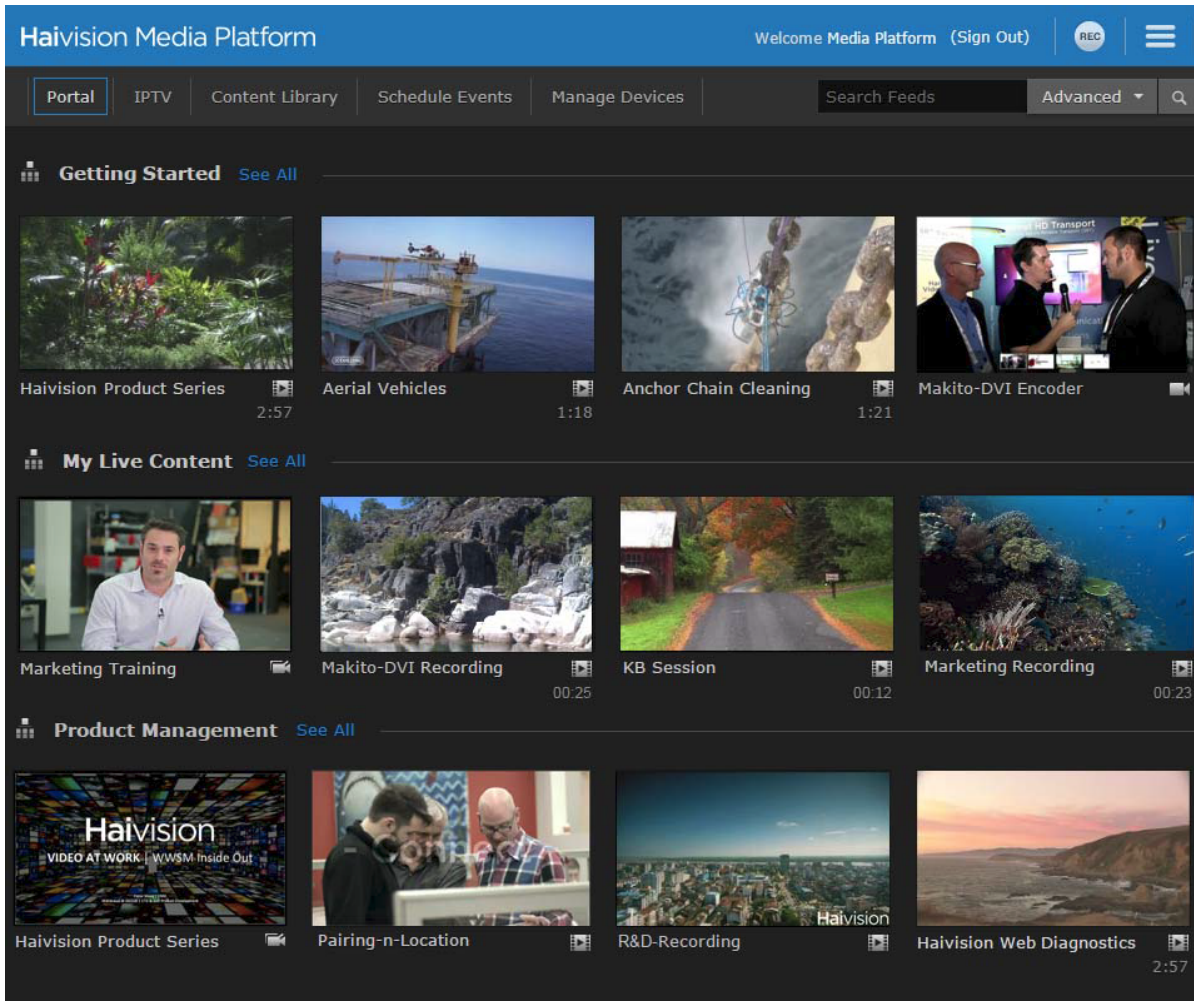 Haivision Media Platform
Welcome Media Platform (Sign Out)
REC
Portal
IPTV
Content Library
Schedule Events
Manage Devices
Search Feeds
Advanced
Getting Started See All
HD Transport
Haivision Product Series
2:57
Aerial Vehicles
1:18
Anchor Chain Cleaning
1:21
Makito-DVI Encoder
My Live Content See All
Marketing Training
Makito-DVI Recording
00:25
KB Session
00:12
Marketing Recording
00:23
Product Management See All
Haivision
VIDEO AT WORK | WWSM Inside Out
Connect
Haivision
Haivision Product Series
Pairing-n-Location
R&D-Recording
Haivision Web Diagnostics
2:57